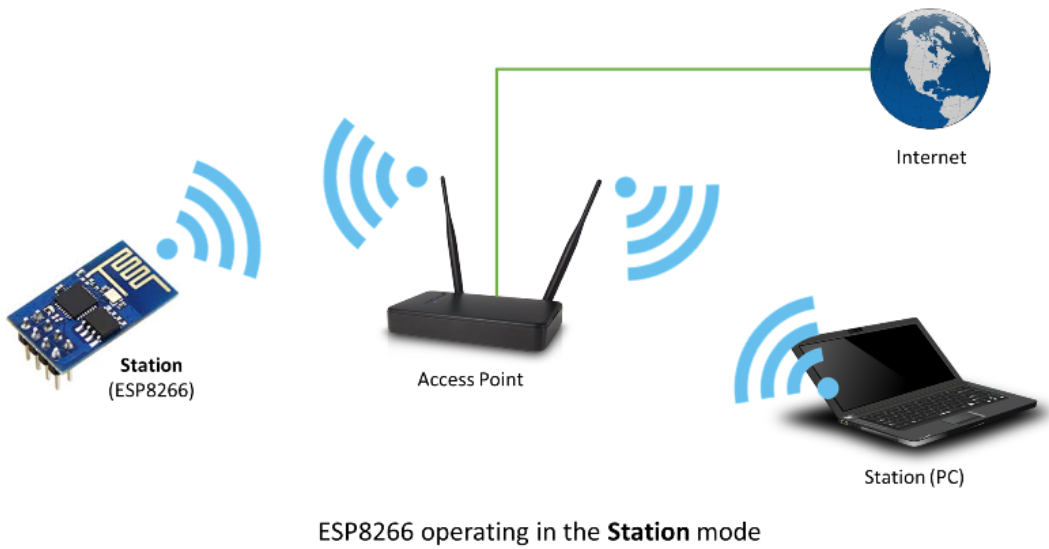 Internet
Station
(ESP8266)
Access Point
Station (PC)
ESP8266 operating in the Station mode